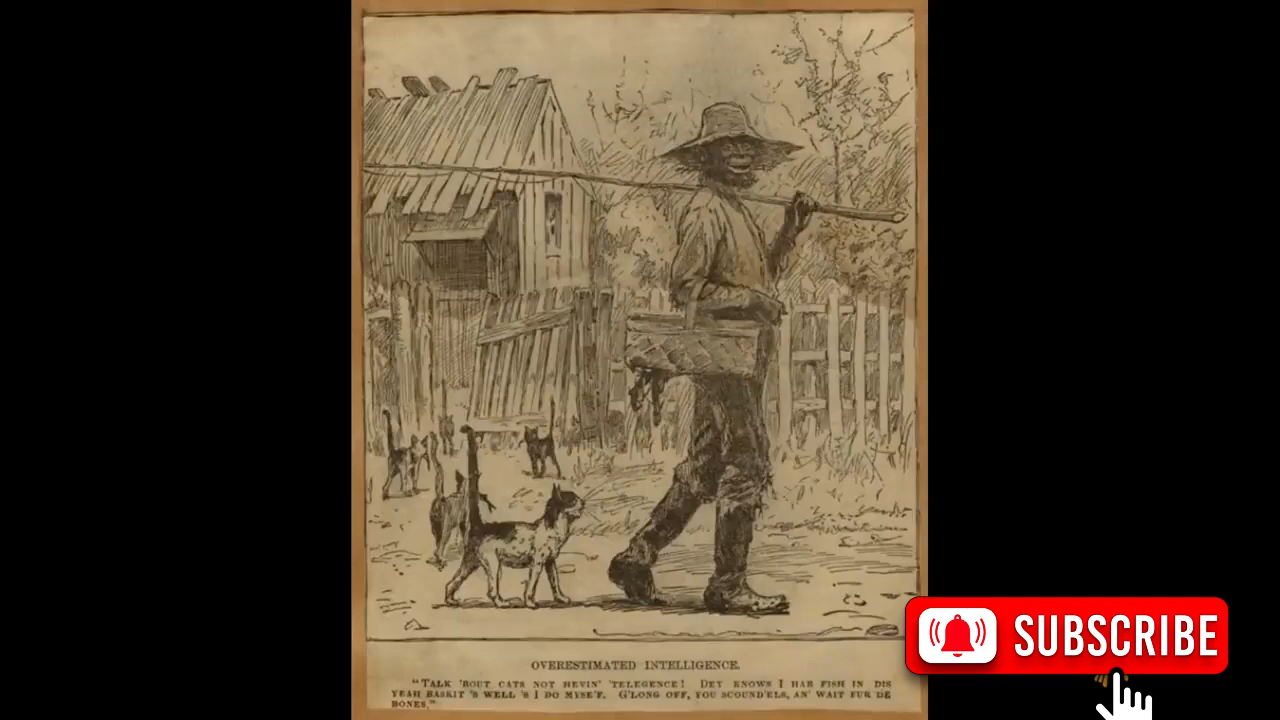 OVERESTIMATED INTELLIGENCE.
"TALK 'BOUT CATS NOT HEVIN' 'TELEGENCE! DEY KNOWS I HAB FISH IN DIS
YEAH BASKIT 'S WELL 'S I DO MYSE'F. G'LONG OFF, YOU SCOUND'ELS, AN' WAIT FUR DE
BONES."
SUBSCRIBE